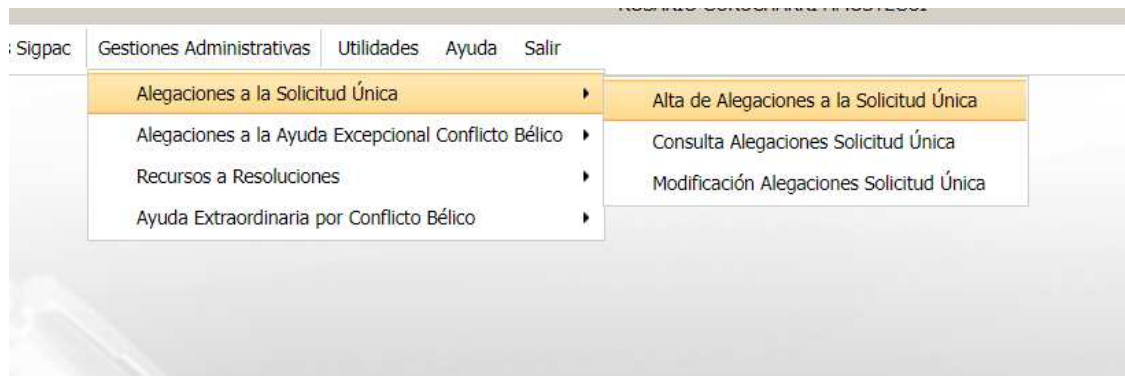 Sigpac Gestiones Administrativas Utilidades Ayuda Salir
Alegaciones a la Solicitud Única
Alegaciones a la Ayuda Excepcional Conflicto Bélico
Recursos a Resoluciones
Ayuda Extraordinaria por Conflicto Bélico
Alta de Alegaciones a la Solicitud Única
Consulta Alegaciones Solicitud Única
Modificación Alegaciones Solicitud Única